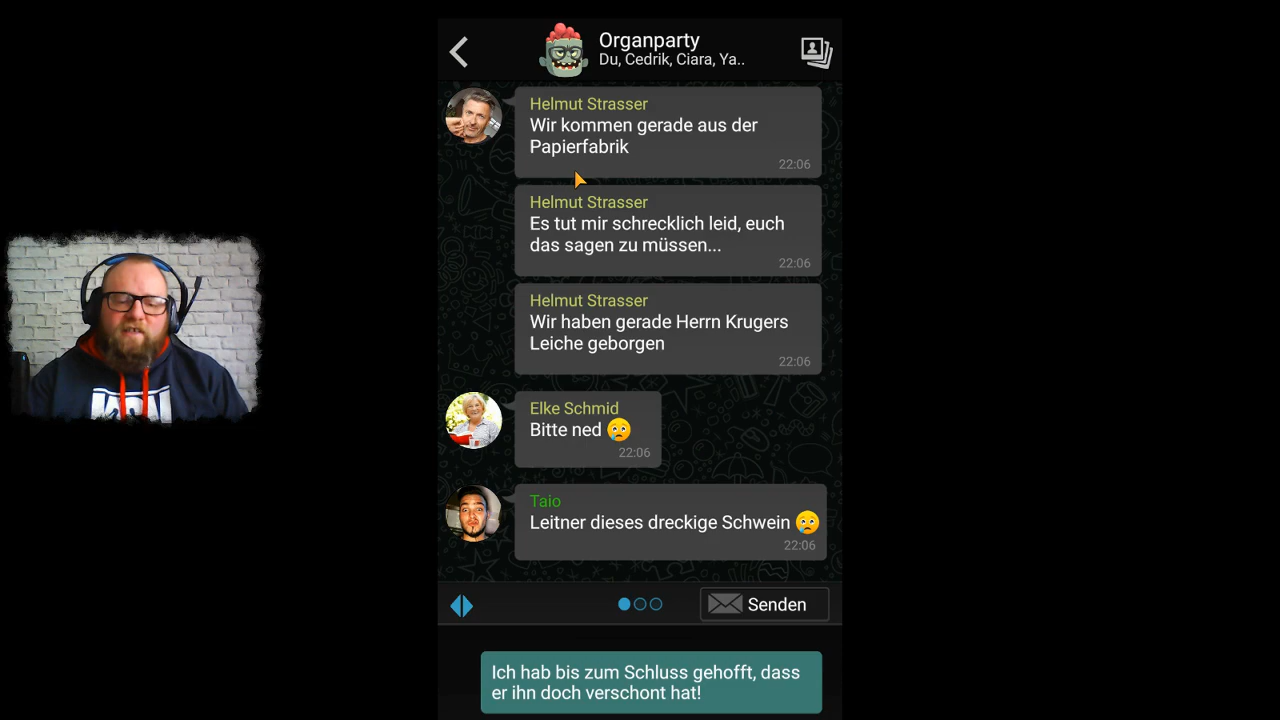 Organparty
Du, Cedrik, Ciara, Ya..
Helmut Strasser
Wir kommen gerade aus der
Papierfabrik
22:06
Helmut Strasser
Es tut mir schrecklich leid, euch
das sagen zu müssen...
22:06
Helmut Strasser
Wir haben gerade Herrn Krugers
Leiche geborgen
22:06
Elke Schmid
Bitte ned 😢
22:06
Taio
Leitner dieses dreckige Schwein 😢
22:06
Senden
Ich hab bis zum Schluss gehofft, dass
er ihn doch verschont hat!